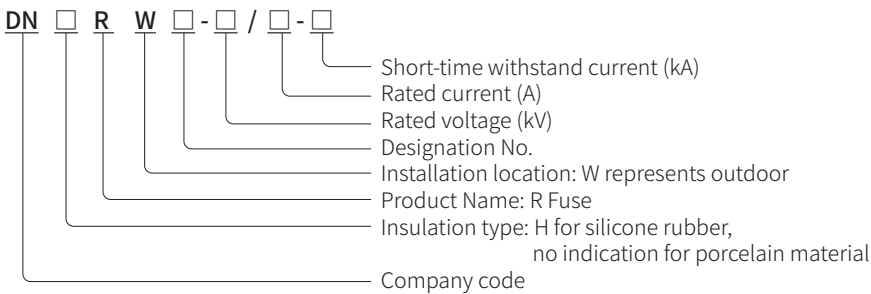 DN □ R W □ - □ / □ - □
Short-time withstand current (kA)
Rated current (A)
Rated voltage (kV)
Designation No.
Installation location: W represents outdoor
Product Name: R Fuse
Insulation type: H for silicone rubber,
no indication for porcelain material
Company code